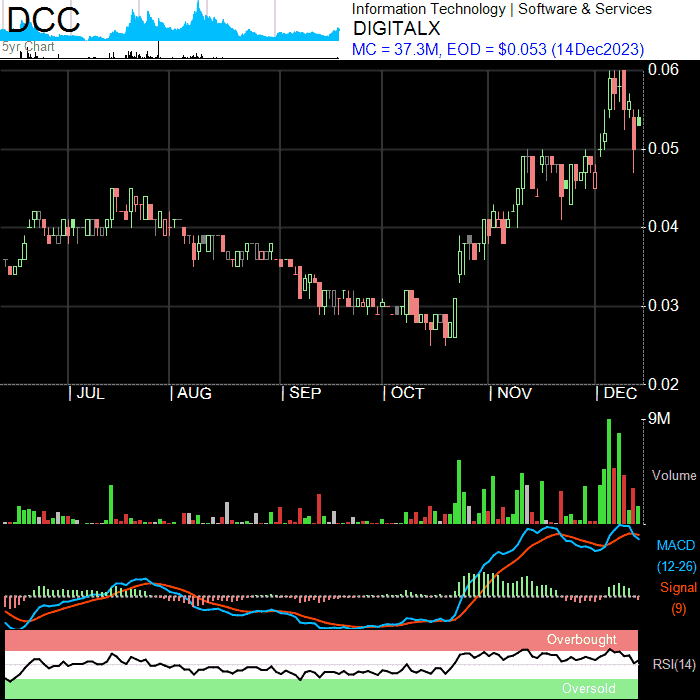 DCC
5yr Chart
Information Technology | Software & Services
DIGITALX
MC = 37.3M, EOD = $0.053 (14Dec2023)
0.06
0.05
0.04
0.03
0.02
| JUL | AUG | SEP | OCT | NOV | DEC
9M
Volume
MACD
(12-26)
Signal
(9)
Overbought
RSI(14)
Oversold